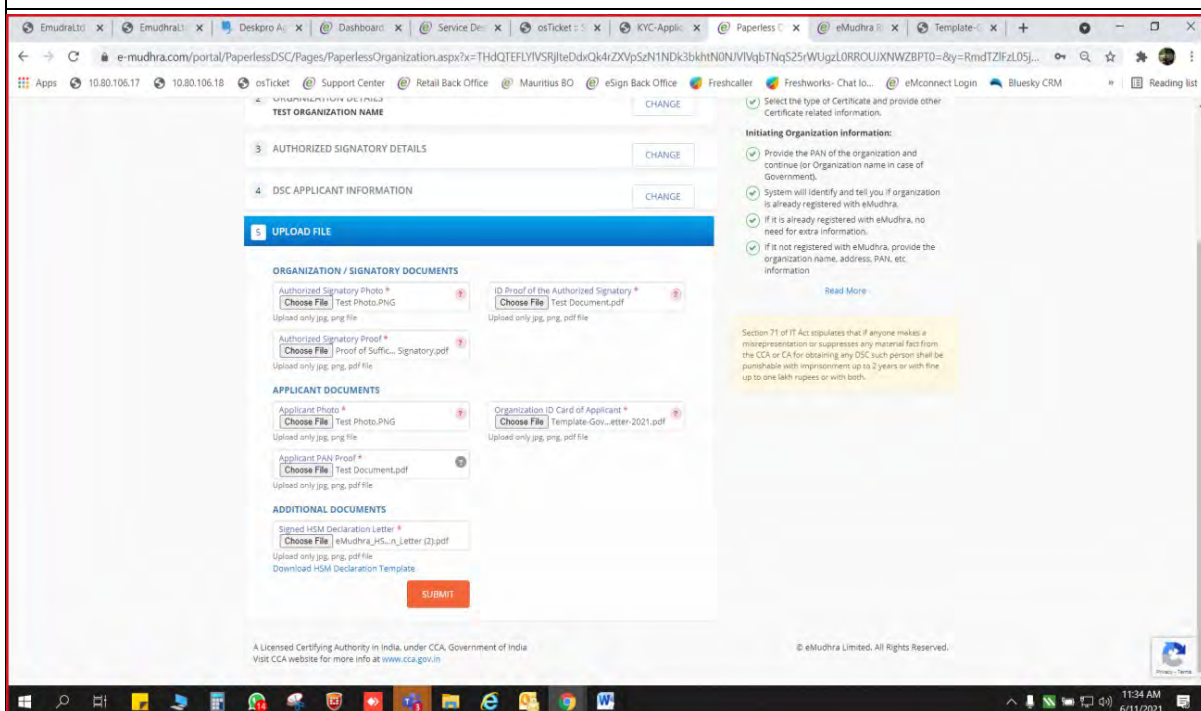 EmudraLtd
EmudhraLt
Deskpro Ag
Dashboard
Service Des
osTicket :: S
KYC-Applic
Paperless D
eMudhra R
Template-G
e-mudhra.com/portal/PaperlessDSC/Pages/PaperlessOrganization.aspx?x=
Apps 10.80.106.17 10.80.106.18 osTicket Support Center Retail Back Office Mauritius BO eSign Back Office Freshcaller Freshworks- Chat lo... eMconnect Login Bluesky CRM » Reading list
2 ORGANIZATION DETAILS
TEST ORGANIZATION NAME
CHANGE
3 AUTHORIZED SIGNATORY DETAILS
CHANGE
4 DSC APPLICANT INFORMATION
CHANGE
5 UPLOAD FILE
ORGANIZATION / SIGNATORY DOCUMENTS
Authorized Signatory Photo *
Choose File Test Photo.PNG
Upload only jpg, png file
ID Proof of the Authorized Signatory *
Choose File Test Document.pdf
Upload only jpg, png, pdf file
Authorized Signatory Proof *
Choose File Proof of Suffic... Signatory.pdf
Upload only jpg, png, pdf file
APPLICANT DOCUMENTS
Applicant Photo *
Choose File Test Photo.PNG
Upload only jpg, png file
Organization ID Card of Applicant *
Choose File Template-Gov...etter-2021.pdf
Upload only jpg, png, pdf file
Applicant PAN Proof *
Choose File Test Document.pdf
Upload only jpg, png, pdf file
ADDITIONAL DOCUMENTS
Signed HSM Declaration Letter *
Choose File eMudhra_HS...n_Letter (2).pdf
Upload only jpg, png, pdf file
Download HSM Declaration Template
SUBMIT
Select the type of Certificate and provide other
Certificate related information.
Initiating Organization information:
Provide the PAN of the organization and
continue (or Organization name in case of
Government).
System will identify and tell you if organization
is already registered with eMudhra.
If it is already registered with eMudhra, no
need for extra information.
If it not registered with eMudhra, provide the
organization name, address, PAN, etc
information
Read More
Section 71 of IT Act stipulates that if anyone makes a
misrepresentation or suppresses any material fact from
the CCA or CA for obtaining any DSC such person shall be
punishable with imprisonment up to 2 years or with fine
up to one lakh rupees or with both.
A Licensed Certifying Authority in India, under CCA, Government of India
Visit CCA website for more info at www.cca.gov.in
© eMudhra Limited. All Rights Reserved.
Privacy - Terms
11:34 AM
6/11/2021